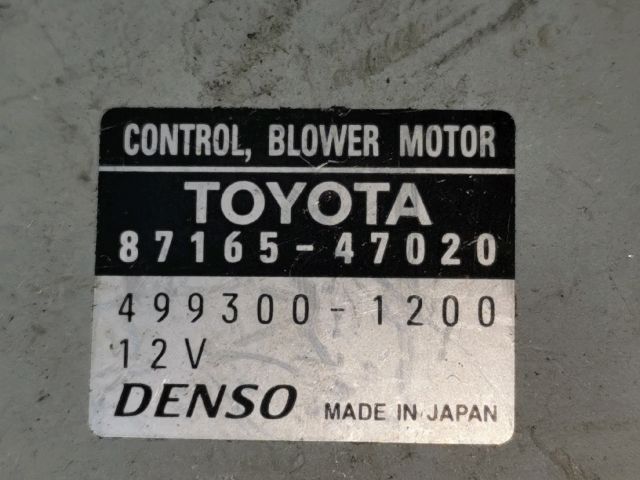 CONTROL, BLOWER MOTOR
TOYOTA
87165-47020
499300-1200
12V
DENSO MADE IN JAPAN